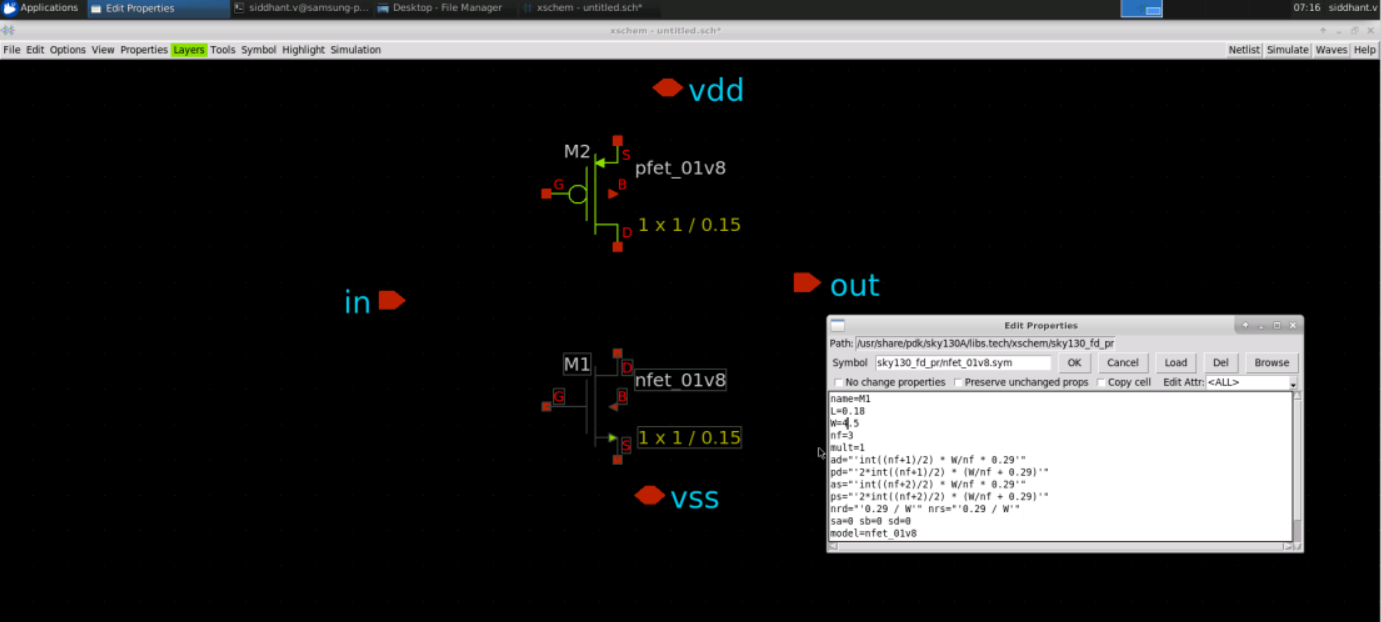 Applications
Edit Properties
siddhant.v@samsung-p...
Desktop - File Manager
xschem - untitled.sch*
07:16 siddhant.v
xschem - untitled.sch*
File Edit Options View Properties Layers Tools Symbol Highlight Simulation
Netlist Simulate Waves Help
vdd
M2
S
pfet_01v8
G
B
1 x 1 / 0.15
D
in
out
M1
D
nfet_01v8
G
B
1 x 1 / 0.15
S
vss
Edit Properties
Path: /usr/share/pdk/sky130A/libs.tech/xschem/sky130_fd_pr
Symbol sky130_fd_pr/nfet_01v8.sym OK Cancel Load Del Browse
No change properties Preserve unchanged props Copy cell Edit Attr: <ALL>
name=M1
L=0.18
W=4.5
nf=3
mult=1
ad="'int((nf+1)/2) * W/nf * 0.29'"
pd="'2*int((nf+1)/2) * (W/nf + 0.29)'"
as="'int((nf+2)/2) * W/nf * 0.29'"
ps="'2*int((nf+2)/2) * (W/nf + 0.29)'"
nrd="'0.29 / W'" nrs="'0.29 / W'"
sa=0 sb=0 sd=0
model=nfet_01v8